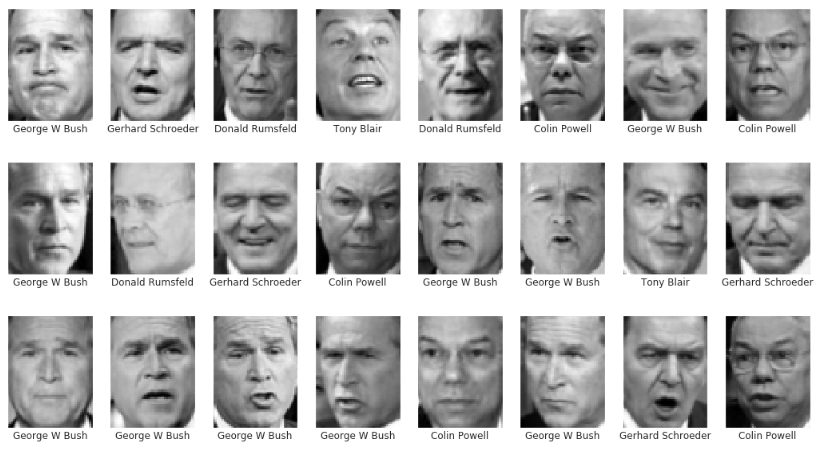 George W Bush Gerhard Schroeder Donald Rumsfeld Tony Blair Donald Rumsfeld Colin Powell George W Bush Colin Powell
George W Bush Donald Rumsfeld Gerhard Schroeder Colin Powell George W Bush George W Bush Tony Blair Gerhard Schroeder
George W Bush George W Bush George W Bush George W Bush Colin Powell George W Bush Gerhard Schroeder Colin Powell